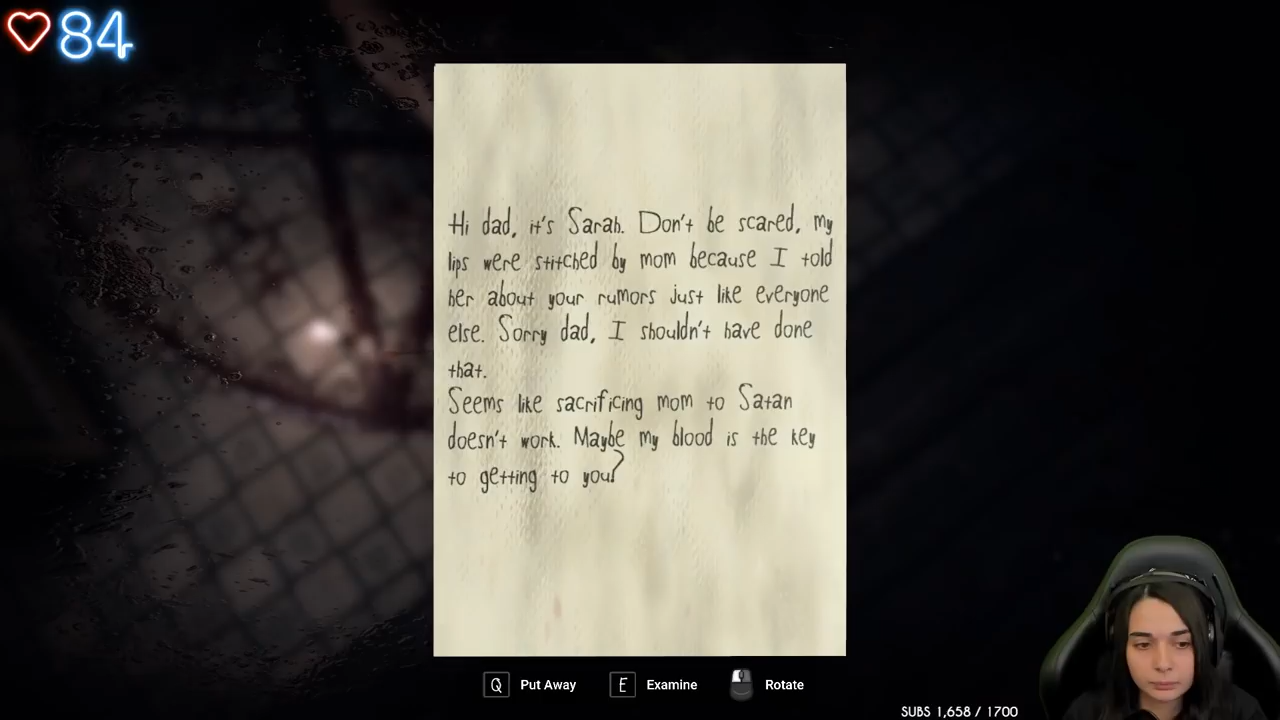 84
Hi dad, it's Sarah. Don't be scared, my
lips were stitched by mom because I told
her about your rumors just like everyone
else. Sorry dad, I shouldn't have done
that.
Seems like sacrificing mom to Satan
doesn't work. Maybe my blood is the key
to getting to you?
Q Put Away E Examine Rotate
SUBS 1,658 / 1700